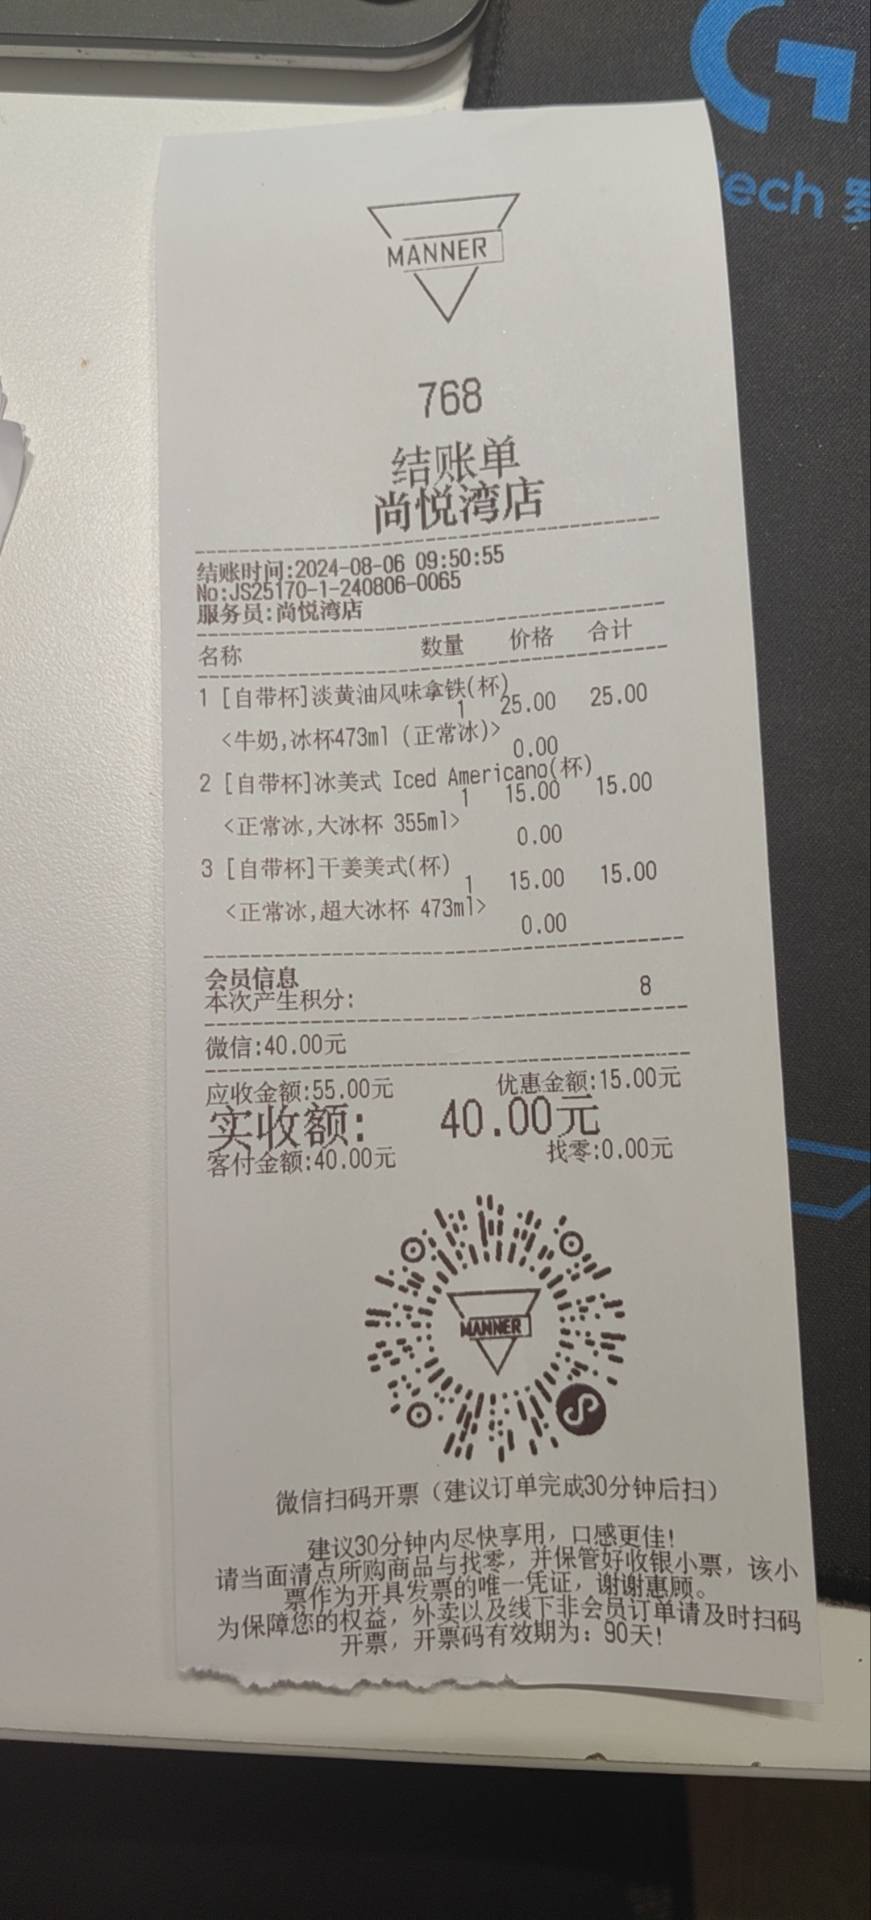 tech 罗
MANNER
768
结账单
尚悦湾店
结账时间:2024-08-06 09:50:55
No:JS25170-1-240806-0065
服务员:尚悦湾店
名称 数量 价格 合计
1 [自带杯]淡黄油风味拿铁(杯)
1 25.00 25.00
<牛奶,冰杯473ml (正常冰)>
0.00
2 [自带杯]冰美式 Iced Americano(杯)
1 15.00 15.00
<正常冰,大冰杯 355ml>
0.00
3 [自带杯]干姜美式(杯)
1 15.00 15.00
<正常冰,超大冰杯 473ml>
0.00
会员信息
本次产生积分: 8
微信:40.00元
应收金额:55.00元 优惠金额:15.00元
实收额: 40.00元
客付金额:40.00元 找零:0.00元
MANNER
微信扫码开票（建议订单完成30分钟后扫）
建议30分钟内尽快享用，口感更佳!
请当面清点所购商品与找零，并保管好收银小票，该小
票作为开具发票的唯一凭证，谢谢惠顾。
为保障您的权益，外卖以及线下非会员订单请及时扫码
开票，开票码有效期为：90天!